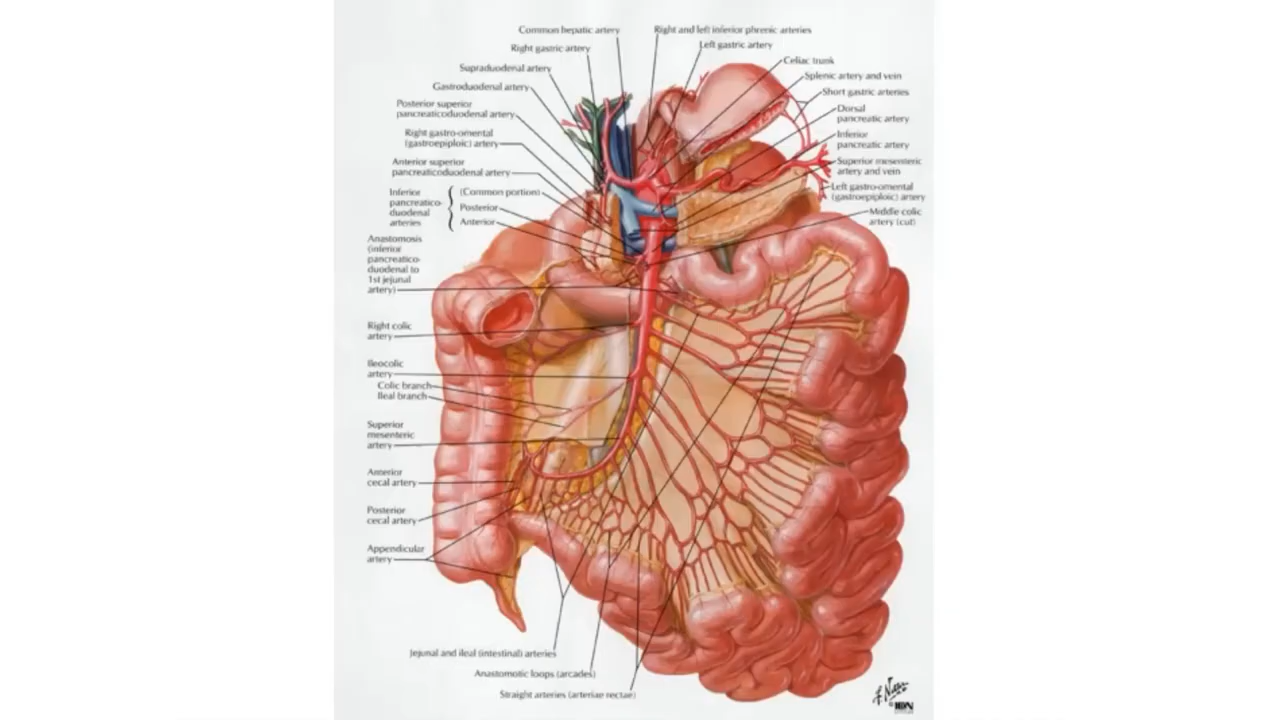 Common hepatic artery
Right gastric artery
Supraduodenal artery
Gastroduodenal artery
Posterior superior
pancreaticoduodenal artery
Right gastro-omental
(gastroepiploic) artery
Anterior superior
pancreaticoduodenal artery
Inferior
pancreatico-
duodenal
arteries
(Common portion)
Posterior
Anterior
Anastomosis
(inferior
pancreatico-
duodenal to
1st jejunal
artery)
Right colic
artery
Ileocolic
artery
Colic branch
Ileal branch
Superior
mesenteric
artery
Anterior
cecal artery
Posterior
cecal artery
Appendicular
artery
Right and left inferior phrenic arteries
Left gastric artery
Celiac trunk
Splenic artery and vein
Short gastric arteries
Dorsal
pancreatic artery
Inferior
pancreatic artery
Superior mesenteric
artery and vein
Left gastro-omental
(gastroepiploic) artery
Middle colic
artery (cut)
Jejunal and ileal (intestinal) arteries
Anastomotic loops (arcades)
Straight arteries (arteriae rectae)